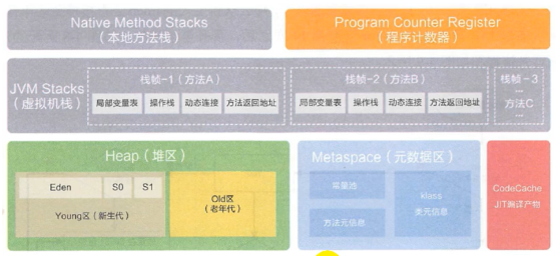 Native Method Stacks
（本地方法栈）
Program Counter Register
（程序计数器）
JVM Stacks
（虚拟机栈）
栈帧-1（方法A）
局部变量表
操作栈
动态连接
方法返回地址
栈帧-2（方法B）
局部变量表
操作栈
动态连接
方法返回地址
栈帧-3
...
方法C
Heap（堆区）
Eden
S0
S1
Young区（新生代）
Old区
（老年代）
Metaspace（元数据区）
常量池
方法元信息
klass
类元信息
CodeCache
JIT编译产物